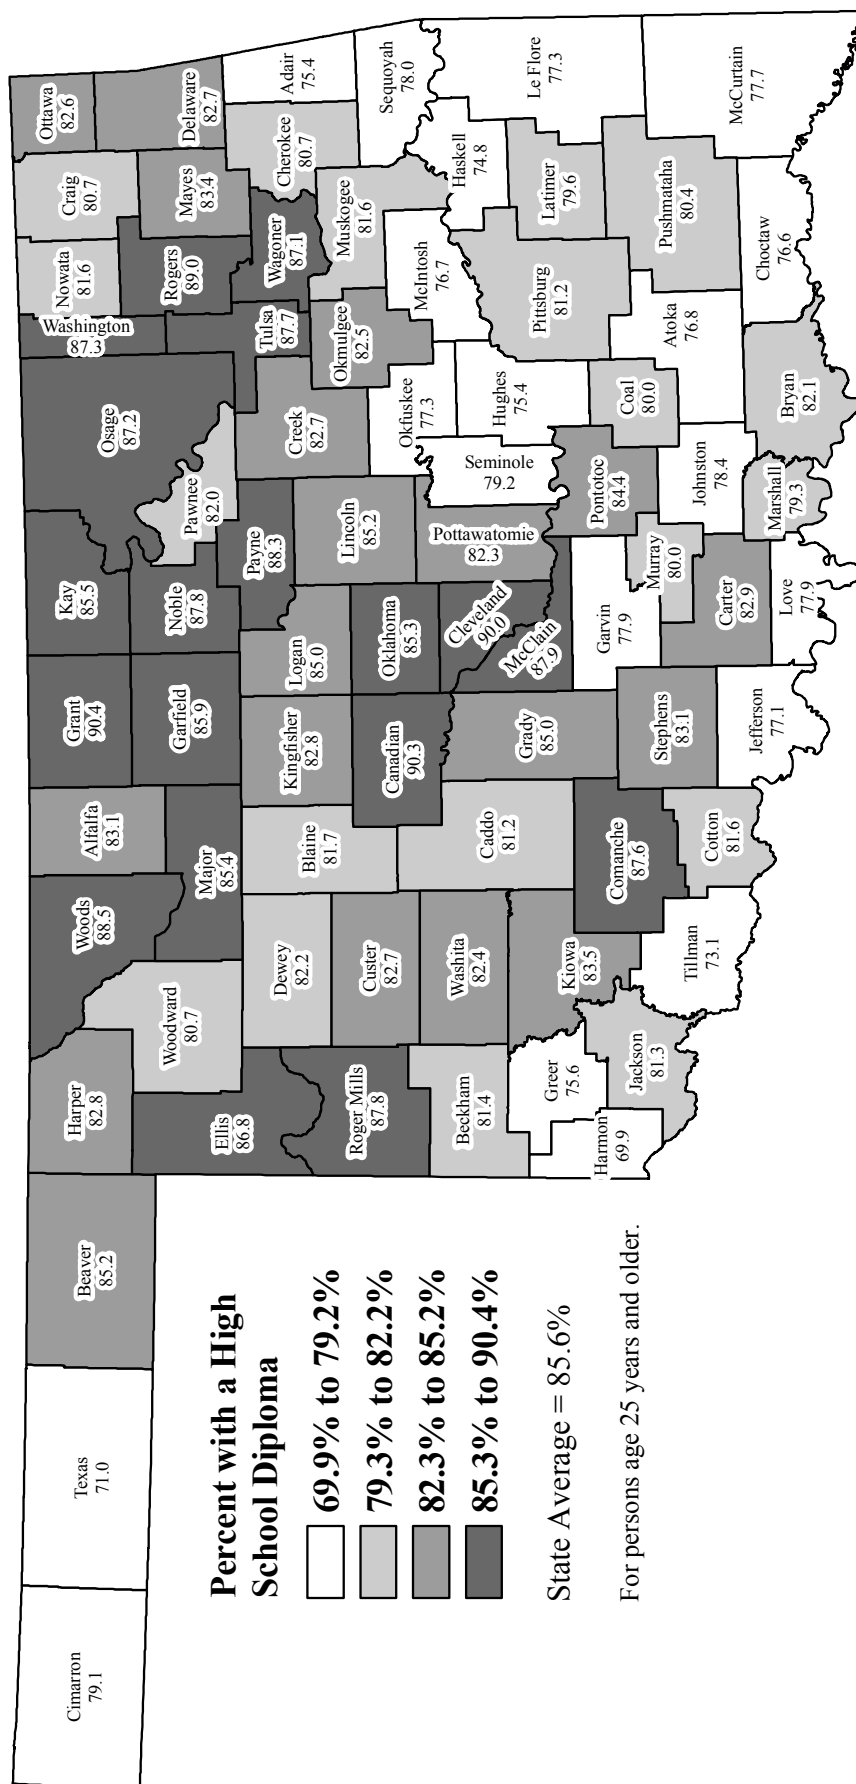 Cimarron
79.1
Texas
71.0
Beaver
85.2
Harper
82.8
Woods
88.5
Alfalfa
83.1
Grant
90.4
Kay
85.5
Osage
87.2
Washington
87.3
Nowata
81.6
Craig
80.7
Ottawa
82.6
Ellis
86.8
Woodward
80.7
Major
85.4
Garfield
85.9
Noble
87.8
Pawnee
82.0
Rogers
89.0
Mayes
83.4
Delaware
82.7
Roger Mills
87.8
Dewey
82.2
Blaine
81.7
Kingfisher
82.8
Logan
85.0
Payne
88.3
Creek
82.7
Tulsa
87.7
Wagoner
87.1
Cherokee
80.7
Adair
75.4
Custer
82.7
Canadian
90.3
Oklahoma
85.3
Lincoln
85.2
Okmulgee
82.5
Muskogee
81.6
Sequoyah
78.0
Beckham
81.4
Washita
82.4
Caddo
81.2
Grady
85.0
Cleveland
90.0
McClain
87.9
Pottawatomie
82.3
Seminole
79.2
Okfuskee
77.3
Hughes
75.4
McIntosh
76.7
Haskell
74.8
Le Flore
77.3
Harmon
69.9
Greer
75.6
Kiowa
83.5
Jackson
81.3
Comanche
87.6
Tillman
73.1
Cotton
81.6
Stephens
83.1
Garvin
77.9
Murray
80.0
Pontotoc
84.4
Coal
80.0
Pittsburg
81.2
Latimer
79.6
Jefferson
77.1
Carter
82.9
Love
77.9
Johnston
78.4
Marshall
79.3
Atoka
76.8
Bryan
82.1
Pushmataha
80.4
Choctaw
76.6
McCurtain
77.7
Percent with a High
School Diploma
69.9% to 79.2%
79.3% to 82.2%
82.3% to 85.2%
85.3% to 90.4%
State Average = 85.6%
For persons age 25 years and older.